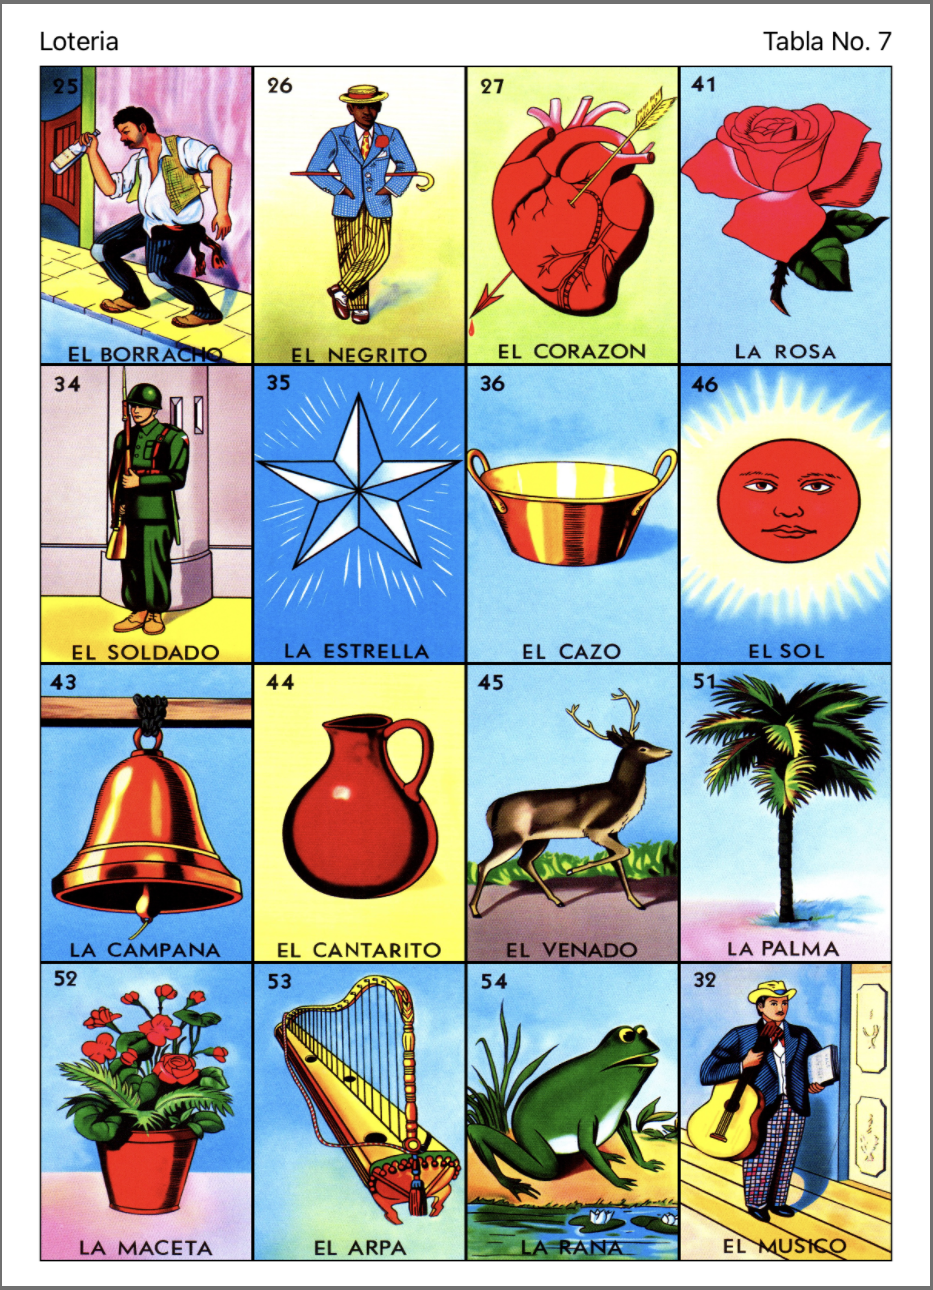 Loteria Tabla No. 7
25 26 27 41
EL BORRACHO EL NEGRITO EL CORAZON LA ROSA
34 35 36 46
EL SOLDADO LA ESTRELLA EL CAZO EL SOL
43 44 45 51
LA CAMPANA EL CANTARITO EL VENADO LA PALMA
52 53 54 32
LA MACETA EL ARPA LA RANA EL MUSICO